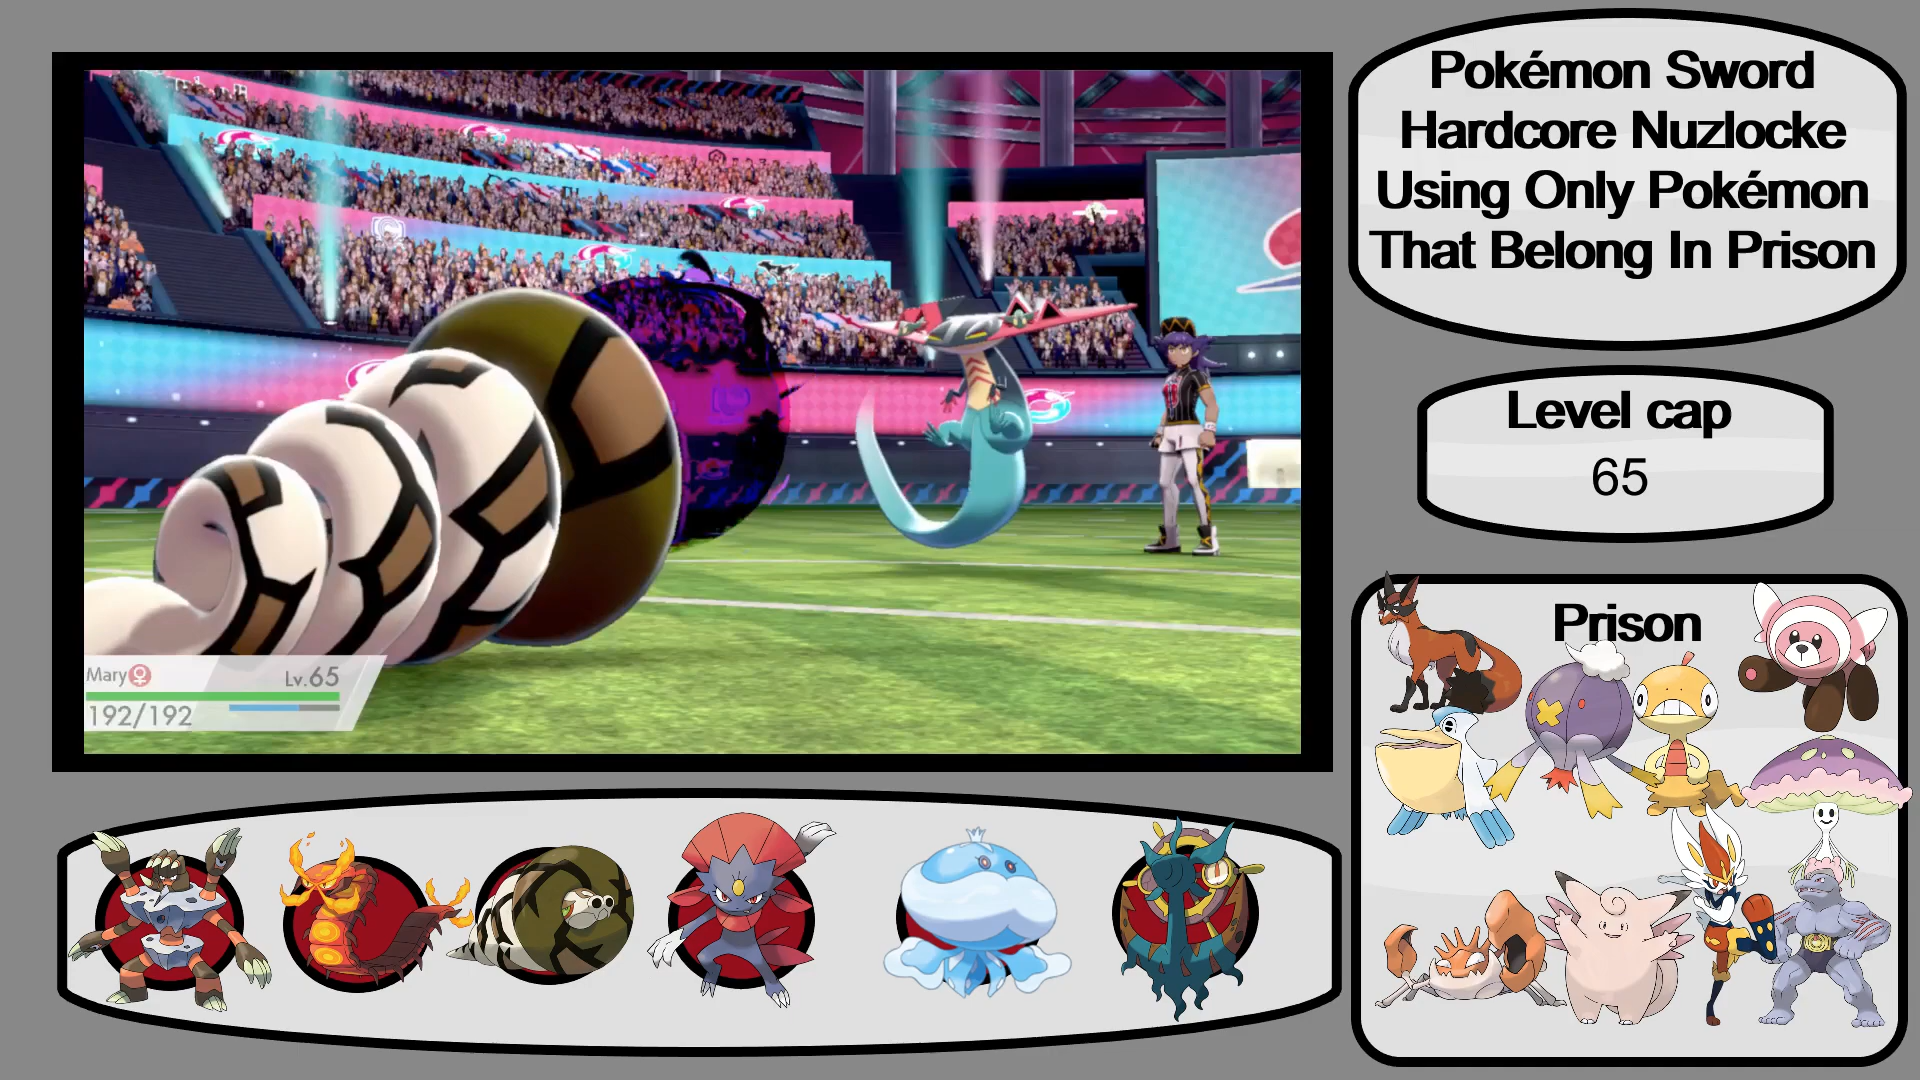 Pokémon Sword
Hardcore Nuzlocke
Using Only Pokémon
That Belong In Prison
Level cap
65
Prison
Mary♀ Lv.65
192/192